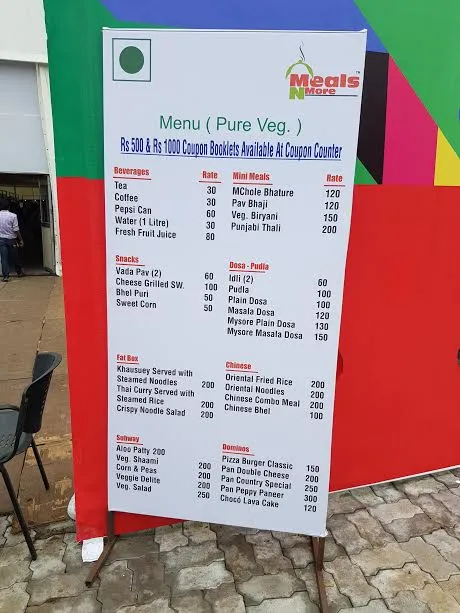 Meals
N More
TM
Menu ( Pure Veg. )
Rs 500 & Rs 1000 Coupon Booklets Available At Coupon Counter
Beverages Rate
Tea 30
Coffee 30
Pepsi Can 60
Water (1 Litre) 30
Fresh Fruit Juice 80
Mini Meals Rate
MChole Bhature 120
Pav Bhaji 120
Veg. Biryani 150
Punjabi Thali 200
Snacks
Vada Pav (2) 60
Cheese Grilled SW. 100
Bhel Puri 50
Sweet Corn 50
Dosa - Pudla
Idli (2) 60
Pudla 100
Plain Dosa 100
Masala Dosa 120
Mysore Plain Dosa 130
Mysore Masala Dosa 150
Fat Box
Khausuey Served with
Steamed Noodles 200
Thai Curry Served with
Steamed Rice 200
Crispy Noodle Salad 200
Chinese
Oriental Fried Rice 200
Oriental Noodles 200
Chinese Combo Meal 200
Chinese Bhel 100
Subway
Aloo Patty 200
Veg. Shaami 200
Corn & Peas 200
Veggie Delite 200
Veg. Salad 250
Dominos
Pizza Burger Classic 150
Pan Double Cheese 200
Pan Country Special 250
Pan Peppy Paneer 300
Choco Lava Cake 120